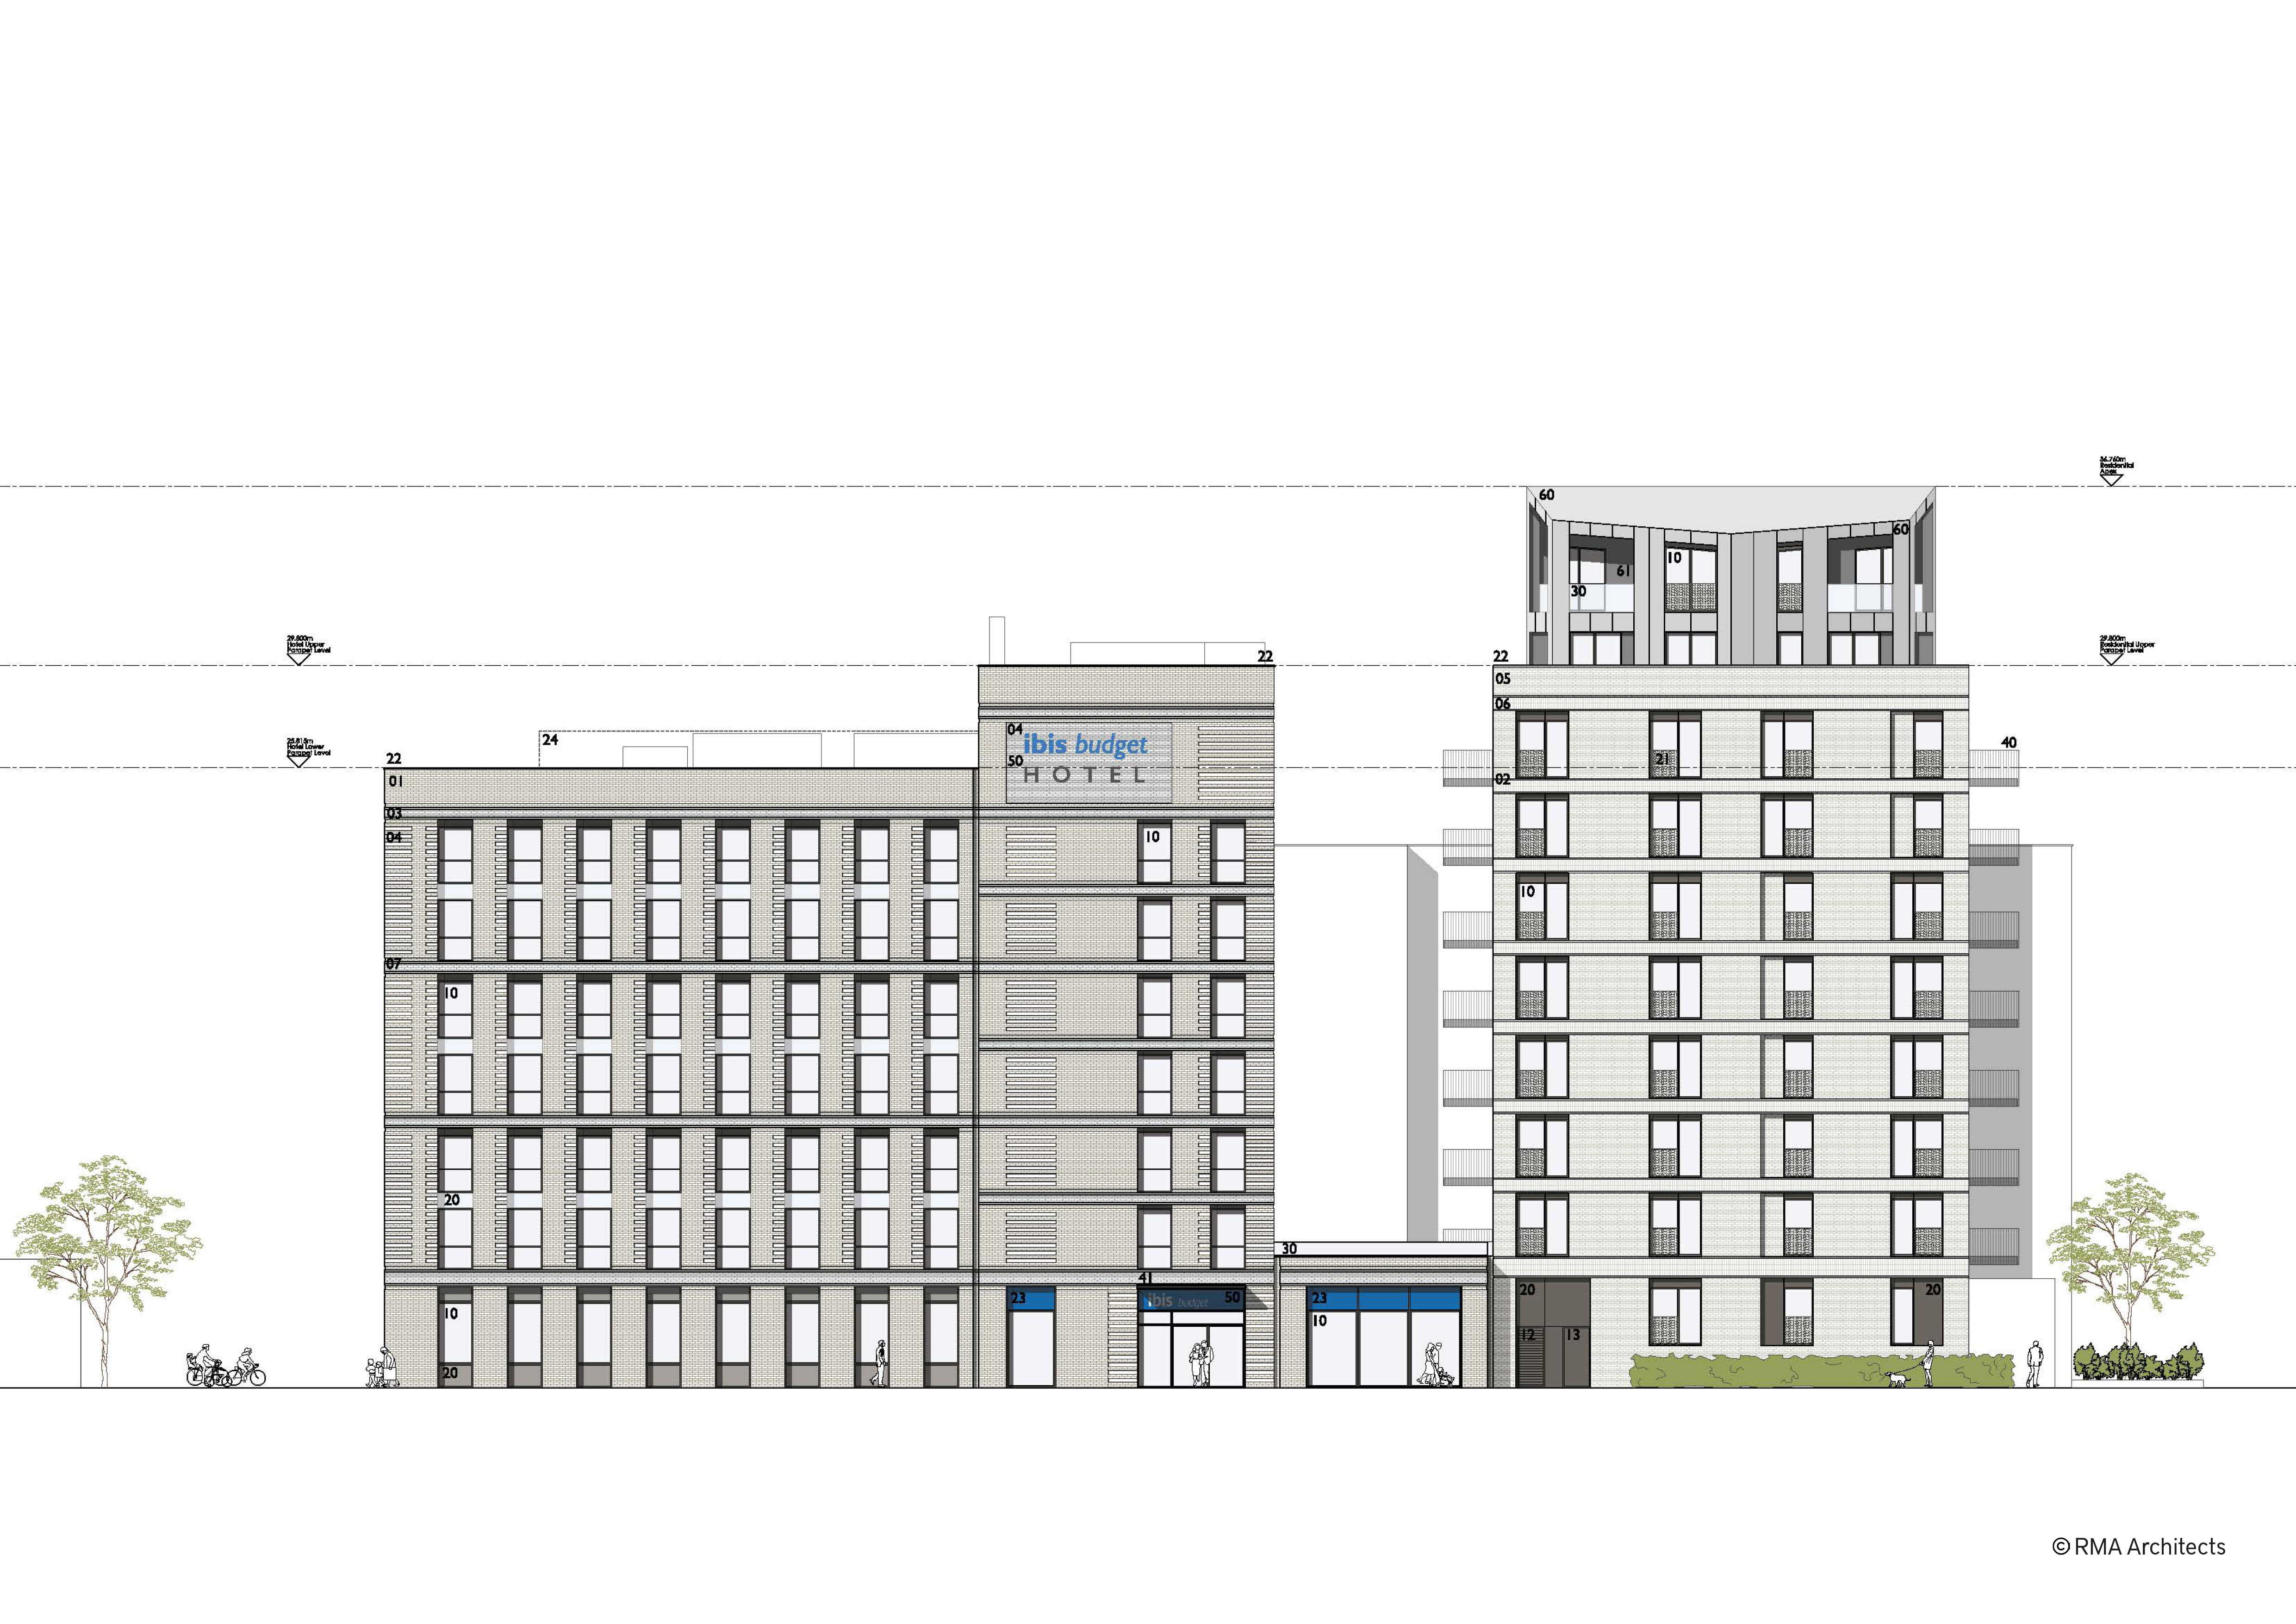 36.760m
Residential
Apex
60
60
10
61
30
29.800m
Hotel Upper
Parapet Level
29.800m
Residential Upper
Parapet Level
22
22
05
06
04
ibis budget
HOTEL
50
24
25.815m
Hotel Lower
Parapet Level
22
01
03
04
10
21
02
40
10
07
10
20
30
41
23
ibis budget
50
23
10
10
20
20
20
12
13
© RMA Architects